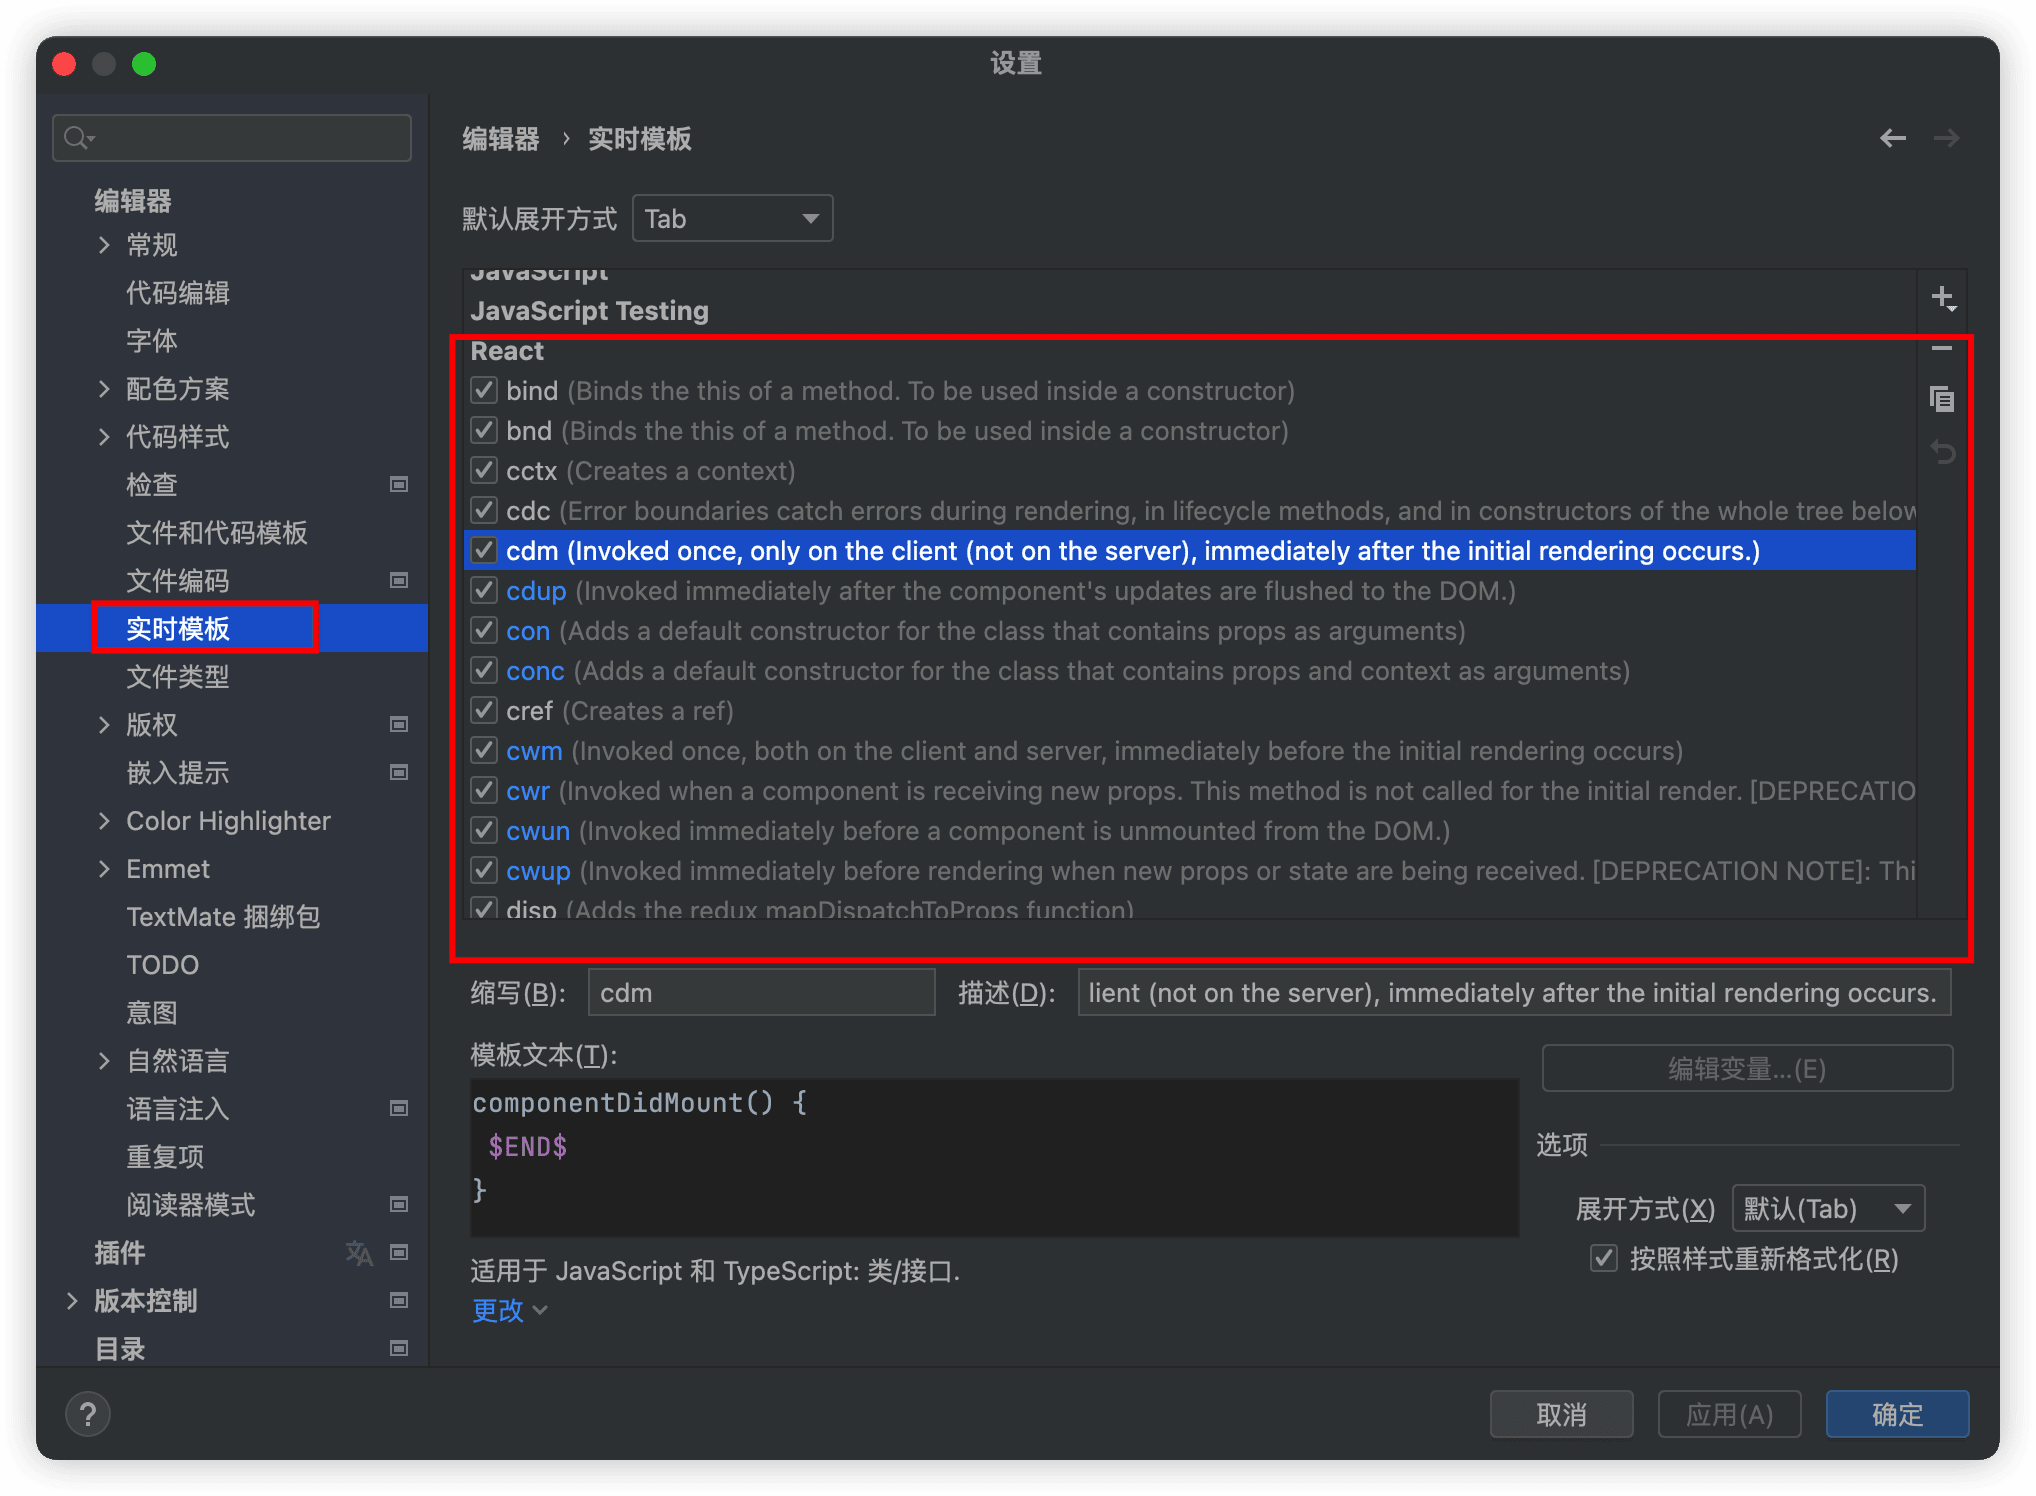 设置
编辑器 › 实时模板
默认展开方式 Tab
编辑器
常规
代码编辑
字体
配色方案
代码样式
检查
文件和代码模板
文件编码
实时模板
文件类型
版权
嵌入提示
Color Highlighter
Emmet
TextMate 捆绑包
TODO
意图
自然语言
语言注入
重复项
阅读器模式
插件
版本控制
目录
JavaScript
JavaScript Testing
React
bind (Binds the this of a method. To be used inside a constructor)
bnd (Binds the this of a method. To be used inside a constructor)
cctx (Creates a context)
cdc (Error boundaries catch errors during rendering, in lifecycle methods, and in constructors of the whole tree below
cdm (Invoked once, only on the client (not on the server), immediately after the initial rendering occurs.)
cdup (Invoked immediately after the component's updates are flushed to the DOM.)
con (Adds a default constructor for the class that contains props as arguments)
conc (Adds a default constructor for the class that contains props and context as arguments)
cref (Creates a ref)
cwm (Invoked once, both on the client and server, immediately before the initial rendering occurs)
cwr (Invoked when a component is receiving new props. This method is not called for the initial render. [DEPRECATIO
cwun (Invoked immediately before a component is unmounted from the DOM.)
cwup (Invoked immediately before rendering when new props or state are being received. [DEPRECATION NOTE]: Thi
disp (Adds the redux mapDispatchToProps function)
缩写(B): cdm 描述(D): lient (not on the server), immediately after the initial rendering occurs.
模板文本(T):
componentDidMount() {
$END$
}
编辑变量...(E)
选项
展开方式(X) 默认(Tab)
按照样式重新格式化(R)
适用于 JavaScript 和 TypeScript: 类/接口.
更改
?
取消 应用(A) 确定